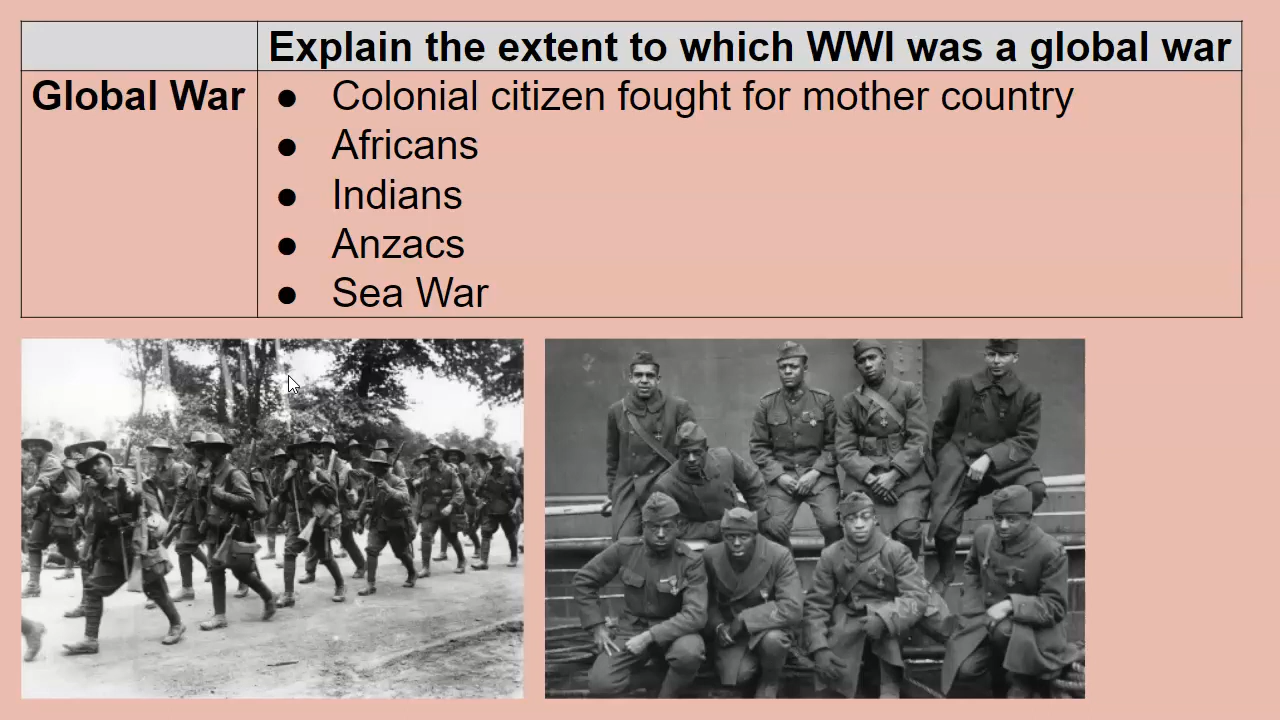 Explain the extent to which WWI was a global war
Global War
● Colonial citizen fought for mother country
● Africans
● Indians
● Anzacs
● Sea War